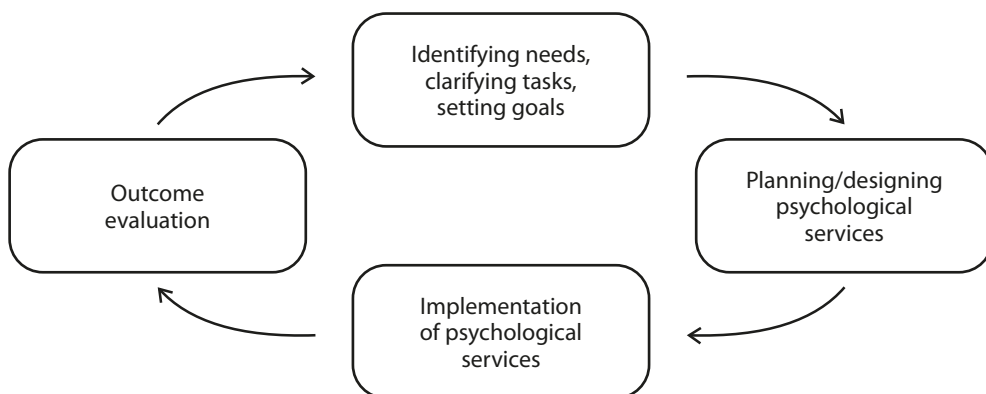 Identifying needs,
clarifying tasks,
setting goals
Planning/designing
psychological
services
Implementation
of psychological
services
Outcome
evaluation